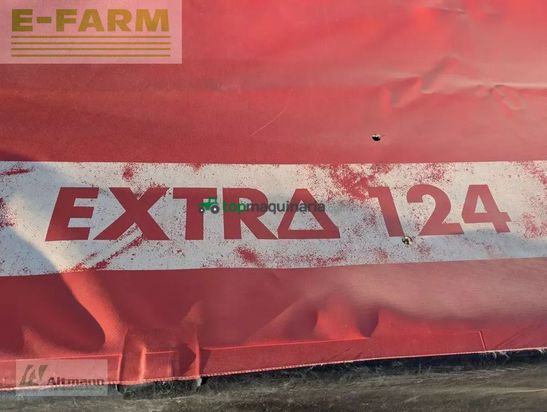 E-FARM
EXTRA 124
topmaquinaria
Altmann